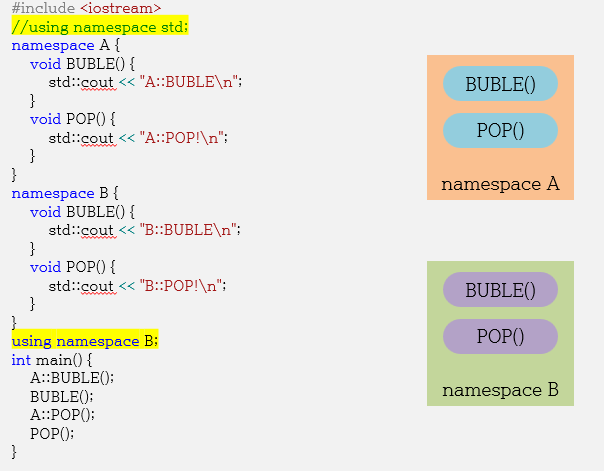 #include <iostream>
//using namespace std;
namespace A {
void BUBLE() {
std::cout << "A::BUBLE\n";
}
void POP() {
std::cout << "A::POP!\n";
}
}
namespace B {
void BUBLE() {
std::cout << "B::BUBLE\n";
}
void POP() {
std::cout << "B::POP!\n";
}
}
using namespace B;
int main() {
A::BUBLE();
BUBLE();
A::POP();
POP();
}
BUBLE()
POP()
namespace A
BUBLE()
POP()
namespace B